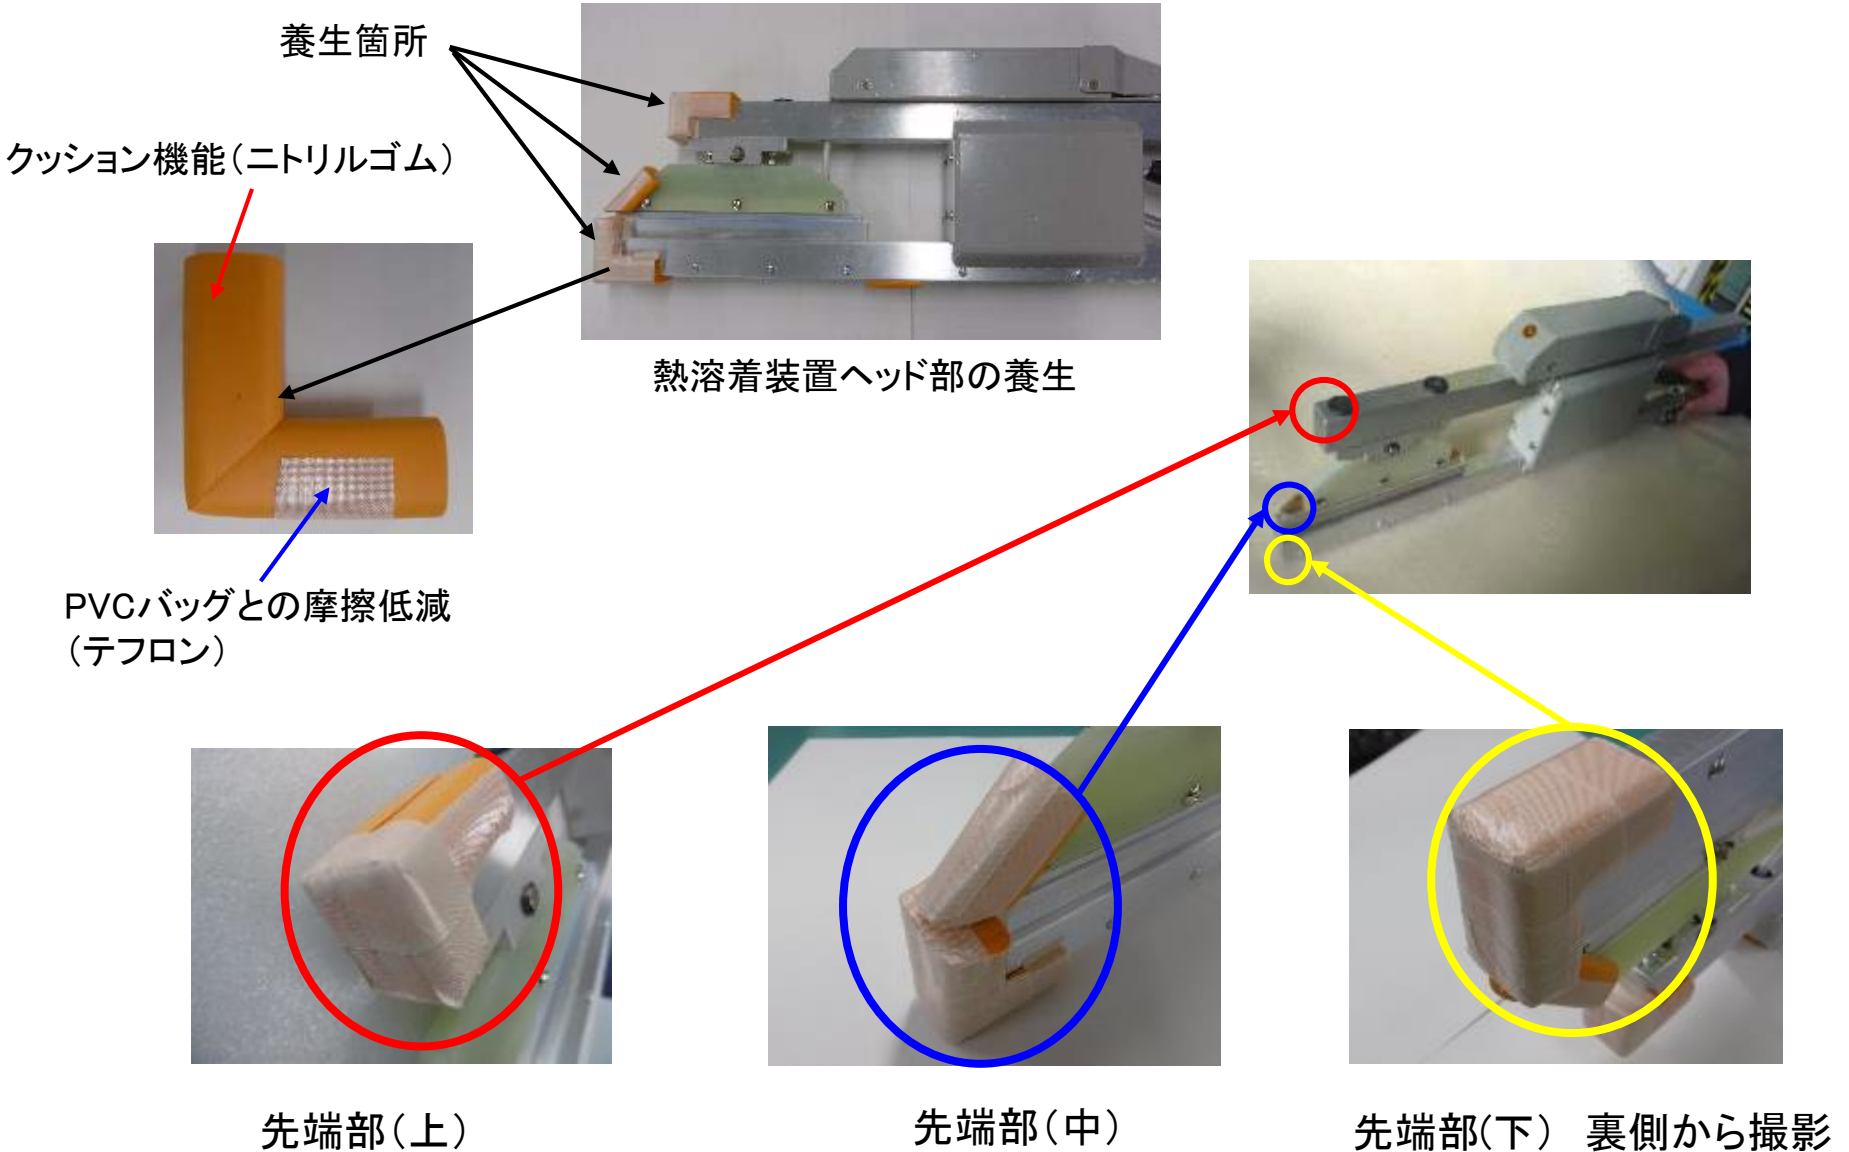 養生箇所
クッション機能（ニトリルゴム）
熱溶着装置ヘッド部の養生
PVCバッグとの摩擦低減
（テフロン）
先端部（上）
先端部（中）
先端部(下）　裏側から撮影